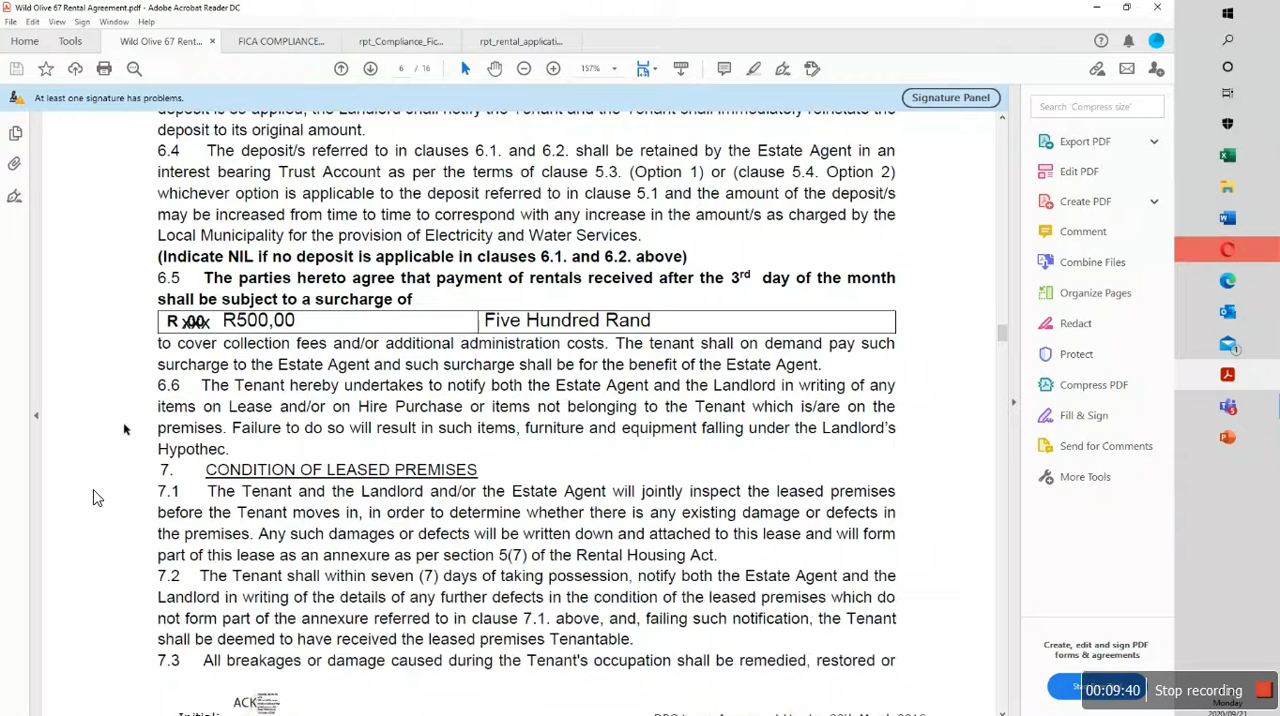 Wild Olive 67 Rental Agreement.pdf - Adobe Acrobat Reader DC
File Edit View Sign Window Help
Home Tools Wild Olive 67 Rent... × FICA COMPLIANCE... rpt_Compliance_Fic... rpt_rental_applicati...
6 / 16 157%
At least one signature has problems.
Signature Panel
deposit to its original amount.
6.4 The deposit/s referred to in clauses 6.1. and 6.2. shall be retained by the Estate Agent in an
interest bearing Trust Account as per the terms of clause 5.3. (Option 1) or (clause 5.4. Option 2)
whichever option is applicable to the deposit referred to in clause 5.1 and the amount of the deposit/s
may be increased from time to time to correspond with any increase in the amount/s as charged by the
Local Municipality for the provision of Electricity and Water Services.
(Indicate NIL if no deposit is applicable in clauses 6.1. and 6.2. above)
6.5 The parties hereto agree that payment of rentals received after the 3rd day of the month
shall be subject to a surcharge of
R R500,00 Five Hundred Rand
to cover collection fees and/or additional administration costs. The tenant shall on demand pay such
surcharge to the Estate Agent and such surcharge shall be for the benefit of the Estate Agent.
6.6 The Tenant hereby undertakes to notify both the Estate Agent and the Landlord in writing of any
items on Lease and/or on Hire Purchase or items not belonging to the Tenant which is/are on the
premises. Failure to do so will result in such items, furniture and equipment falling under the Landlord's
Hypothec.
7. CONDITION OF LEASED PREMISES
7.1 The Tenant and the Landlord and/or the Estate Agent will jointly inspect the leased premises
before the Tenant moves in, in order to determine whether there is any existing damage or defects in
the premises. Any such damages or defects will be written down and attached to this lease and will form
part of this lease as an annexure as per section 5(7) of the Rental Housing Act.
7.2 The Tenant shall within seven (7) days of taking possession, notify both the Estate Agent and the
Landlord in writing of the details of any further defects in the condition of the leased premises which do
not form part of the annexure referred to in clause 7.1. above, and, failing such notification, the Tenant
shall be deemed to have received the leased premises Tenantable.
7.3 All breakages or damage caused during the Tenant's occupation shall be remedied, restored or
ACK
Search 'Compress size'
Export PDF
Edit PDF
Create PDF
Comment
Combine Files
Organize Pages
Redact
Protect
Compress PDF
Fill & Sign
Send for Comments
More Tools
Create, edit and sign PDF
forms & agreements
00:09:40 Stop recording
Monday
2020/09/21